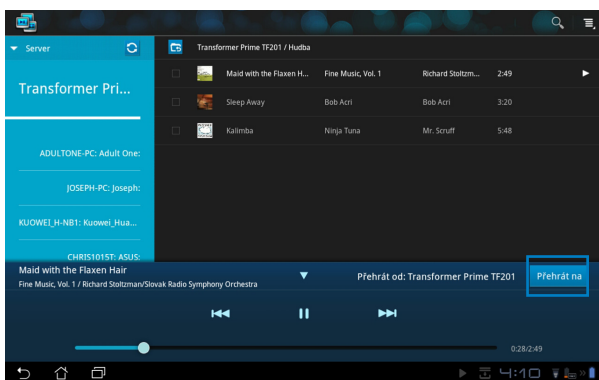 Server
Transformer Prime TF201 / Hudba
Transformer Pri...
Maid with the Flaxen H... Fine Music, Vol. 1 Richard Stoltzm... 2:49
Sleep Away Bob Acri Bob Acri 3:20
Kalimba Ninja Tuna Mr. Scruff 5:48
ADULTONE-PC: Adult One:
JOSEPH-PC: Joseph:
KUOWEI_H-NB1: Kuowei_Hua...
CHRIS1015T: ASUS:
Maid with the Flaxen Hair
Fine Music, Vol. 1 / Richard Stoltzman/Slovak Radio Symphony Orchestra
Přehrát od: Transformer Prime TF201
Přehrát na
0:28/2:49
4:10